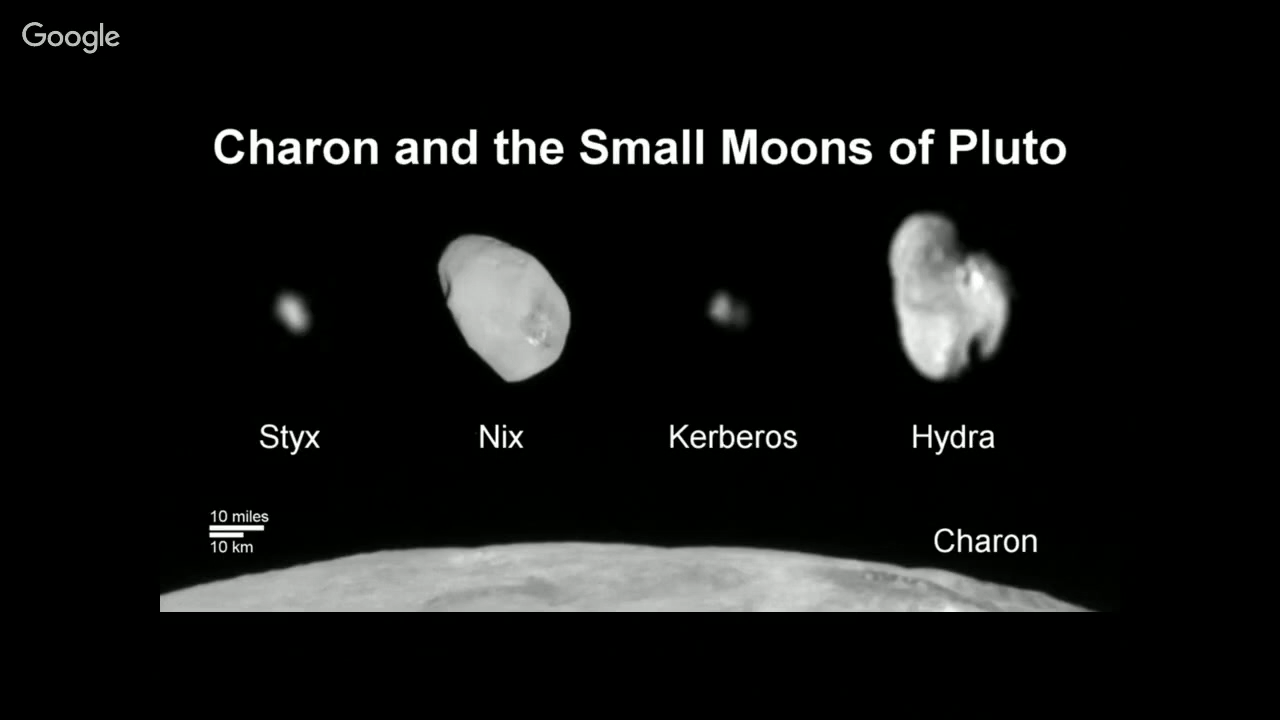 Google
Charon and the Small Moons of Pluto
Styx
Nix
Kerberos
Hydra
10 miles
10 km
Charon